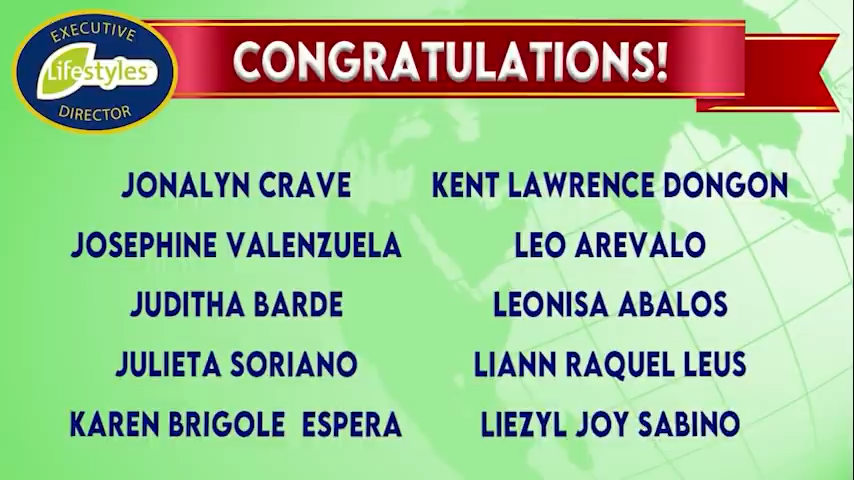 EXECUTIVE
Lifestyles
DIRECTOR
CONGRATULATIONS!
JONALYN CRAVE
JOSEPHINE VALENZUELA
JUDITHA BARDE
JULIETA SORIANO
KAREN BRIGOLE ESPERA
KENT LAWRENCE DONGON
LEO AREVALO
LEONISA ABALOS
LIANN RAQUEL LEUS
LIEZYL JOY SABINO